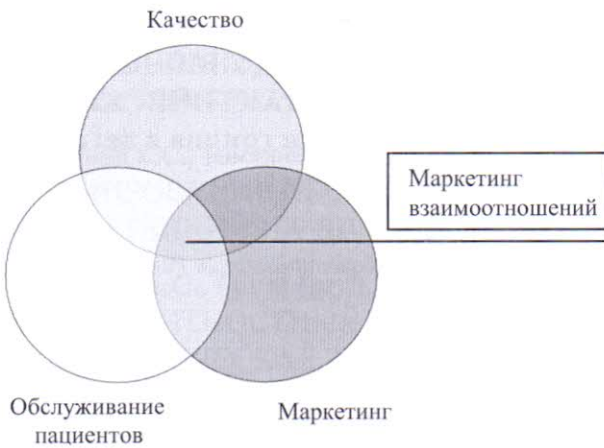 Качество
Маркетинг
взаимоотношений
Обслуживание
пациентов
Маркетинг